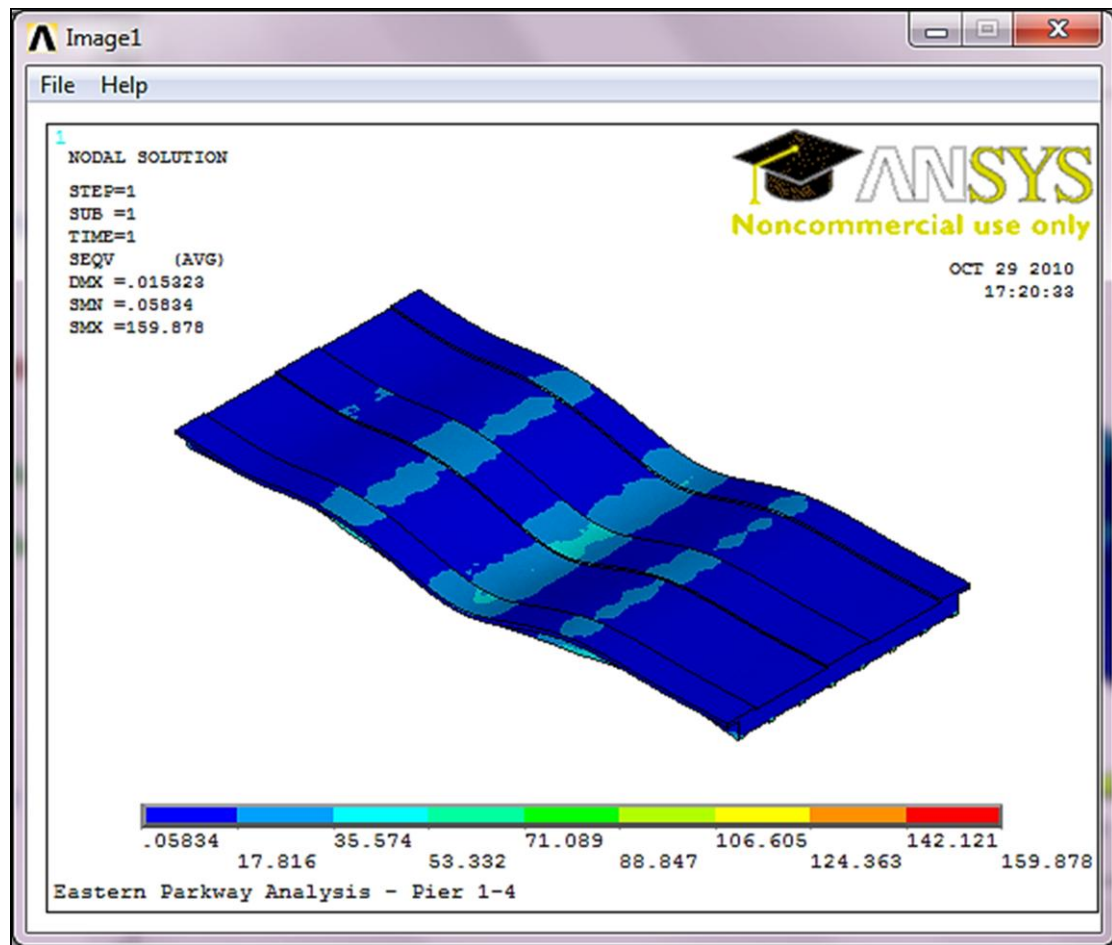 Image1
File Help
1
NODAL SOLUTION
STEP=1
SUB =1
TIME=1
SEQV (AVG)
DMX =.015323
SMN =.05834
SMX =159.878
ANSYS
Noncommercial use only
OCT 29 2010
17:20:33
.05834 35.574 71.089 106.605 142.121
17.816 53.332 88.847 124.363 159.878
Eastern Parkway Analysis - Pier 1-4